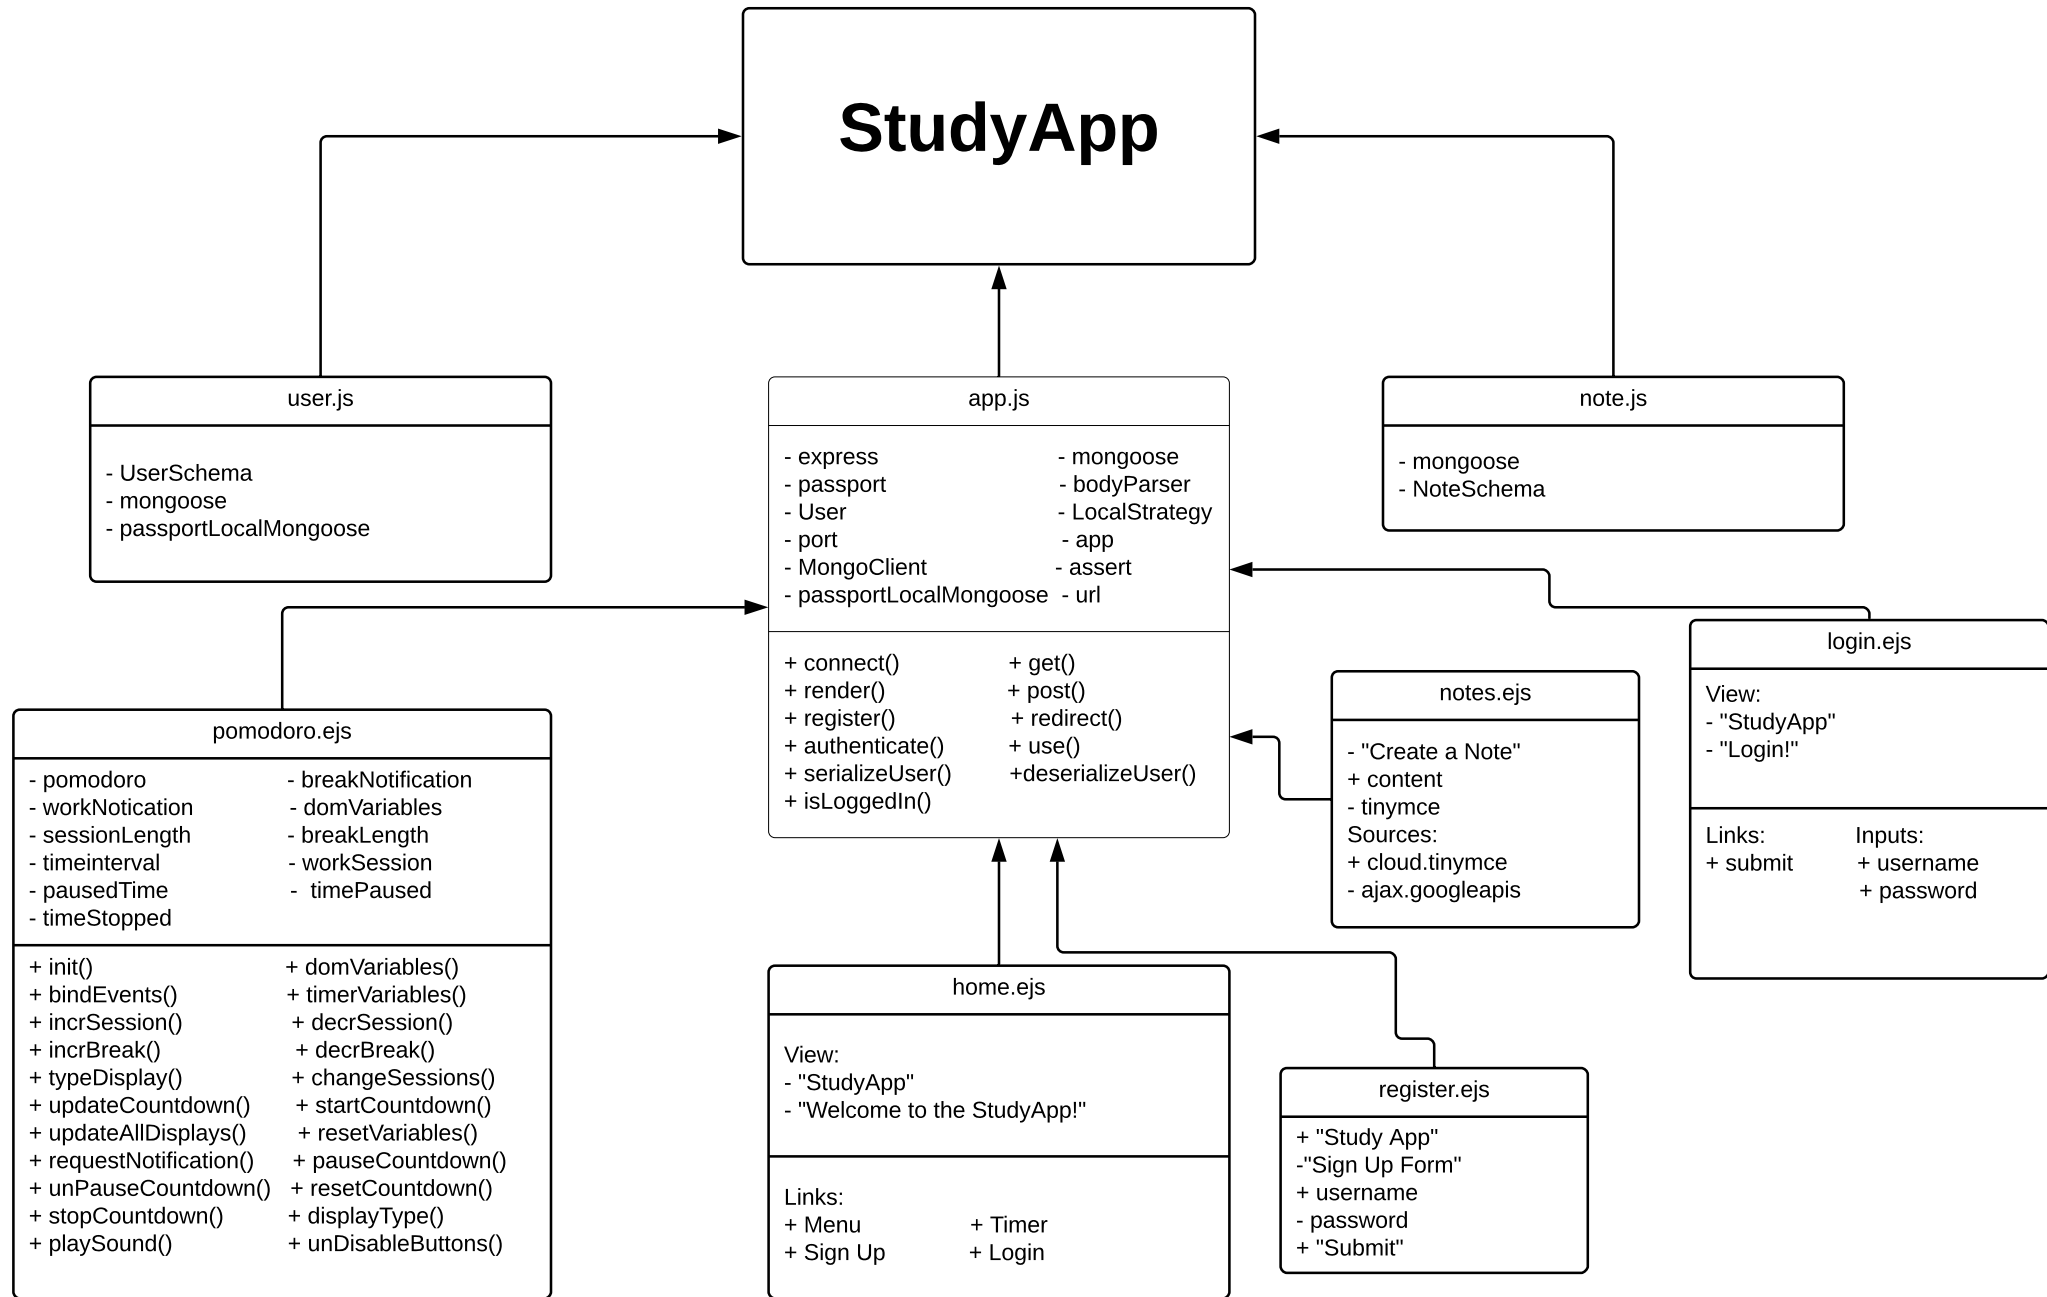 StudyApp
user.js
- UserSchema
- mongoose
- passportLocalMongoose
app.js
- express - mongoose
- passport - bodyParser
- User - LocalStrategy
- port - app
- MongoClient - assert
- passportLocalMongoose - url
+ connect() + get()
+ render() + post()
+ register() + redirect()
+ authenticate() + use()
+ serializeUser() +deserializeUser()
+ isLoggedIn()
note.js
- mongoose
- NoteSchema
login.ejs
View:
- "StudyApp"
- "Login!"
Links: Inputs:
+ submit + username
+ password
notes.ejs
- "Create a Note"
+ content
- tinymce
Sources:
+ cloud.tinymce
- ajax.googleapis
pomodoro.ejs
- pomodoro - breakNotification
- workNotication - domVariables
- sessionLength - breakLength
- timeinterval - workSession
- pausedTime - timePaused
- timeStopped
+ init() + domVariables()
+ bindEvents() + timerVariables()
+ incrSession() + decrSession()
+ incrBreak() + decrBreak()
+ typeDisplay() + changeSessions()
+ updateCountdown() + startCountdown()
+ updateAllDisplays() + resetVariables()
+ requestNotification() + pauseCountdown()
+ unPauseCountdown() + resetCountdown()
+ stopCountdown() + displayType()
+ playSound() + unDisableButtons()
home.ejs
View:
- "StudyApp"
- "Welcome to the StudyApp!"
Links:
+ Menu + Timer
+ Sign Up + Login
register.ejs
+ "Study App"
-"Sign Up Form"
+ username
- password
+ "Submit"